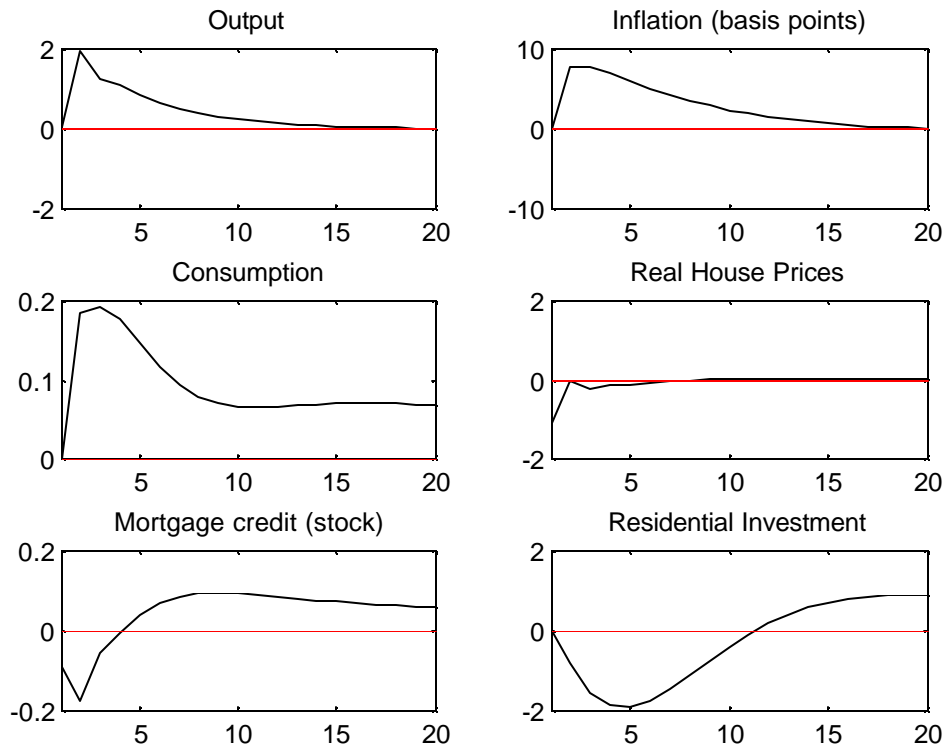 Output
2
0
-2
5 10 15 20
Inflation (basis points)
10
0
-10
5 10 15 20
Consumption
0.2
0.1
0
5 10 15 20
Real House Prices
2
0
-2
5 10 15 20
Mortgage credit (stock)
0.2
0
-0.2
5 10 15 20
Residential Investment
2
0
-2
5 10 15 20